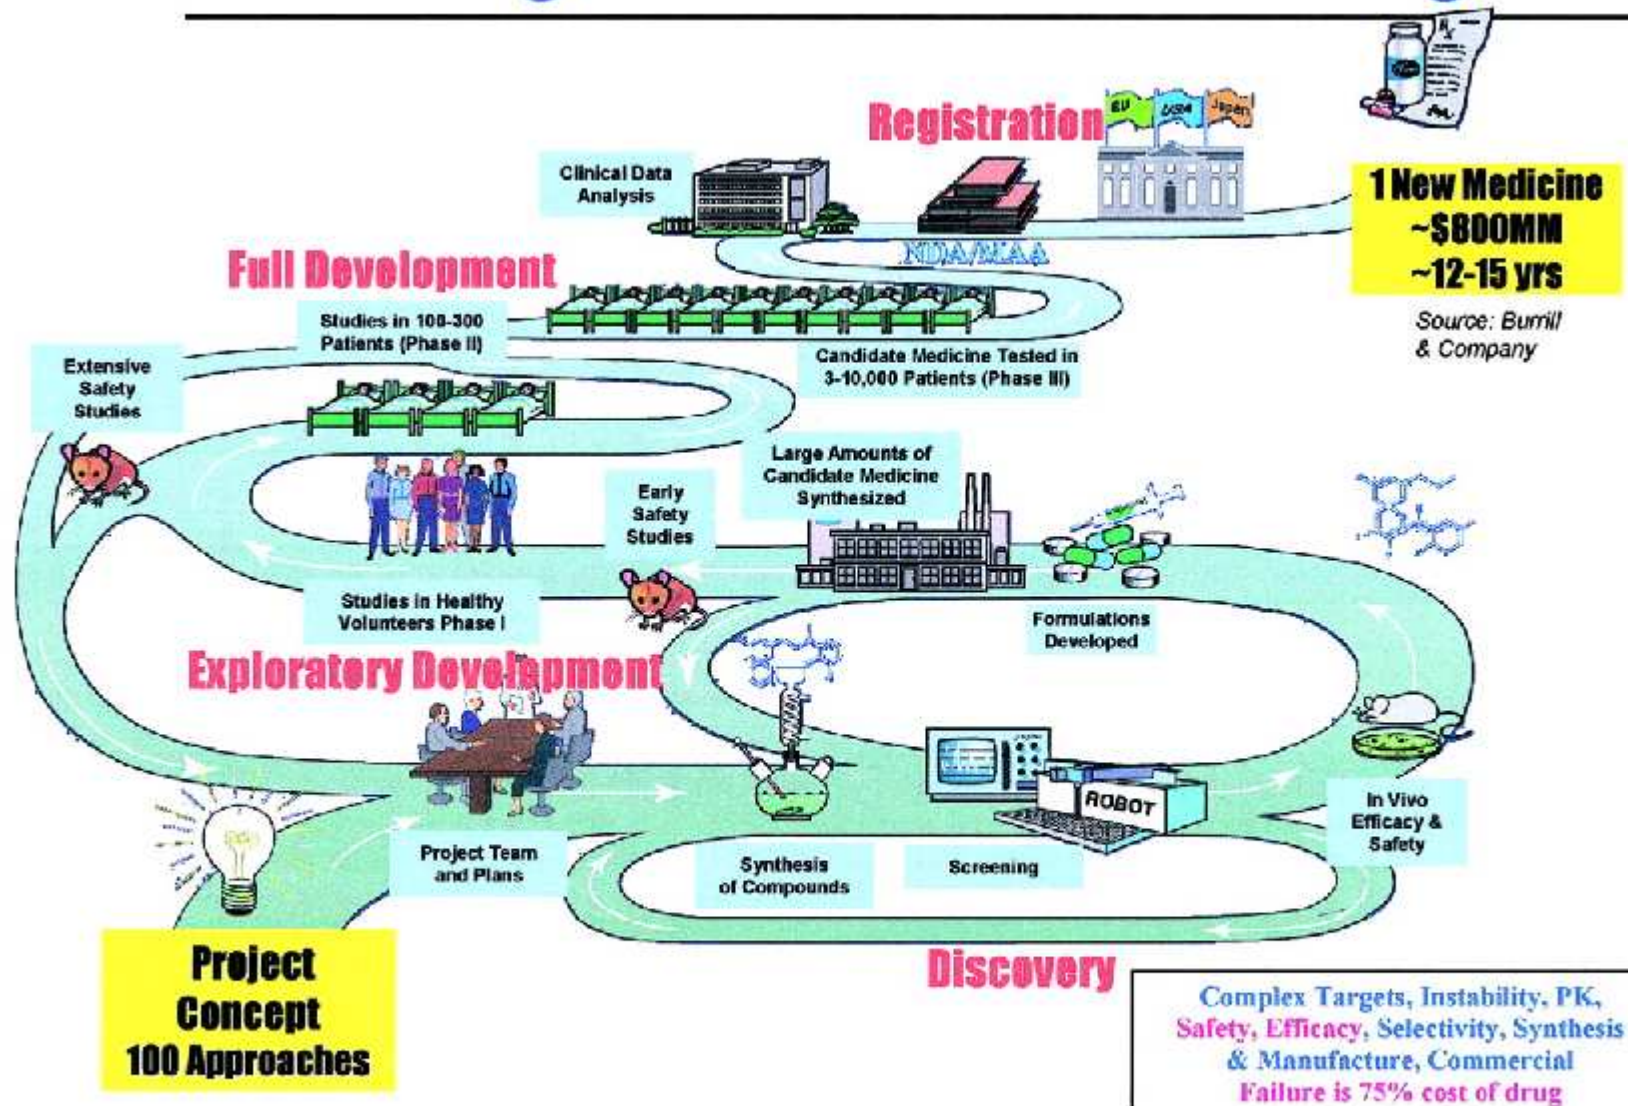 Registration
EU
USA
Japan
Clinical Data
Analysis
1 New Medicine
~$800MM
~12-15 yrs
Source: Burrill
& Company
NDA/MAA
Full Development
Studies in 100-300
Patients (Phase II)
Extensive
Safety
Studies
Candidate Medicine Tested in
3-10,000 Patients (Phase III)
Large Amounts of
Candidate Medicine
Synthesized
Early
Safety
Studies
Studies in Healthy
Volunteers Phase I
Formulations
Developed
Exploratory Development
ROBOT
In Vivo
Efficacy &
Safety
Project Team
and Plans
Synthesis
of Compounds
Screening
Project
Concept
100 Approaches
Discovery
Complex Targets, Instability, PK,
Safety, Efficacy, Selectivity, Synthesis
& Manufacture, Commercial
Failure is 75% cost of drug